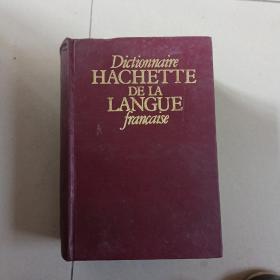 Dictionnaire
HACHETTE
DE LA
LANGUE
française